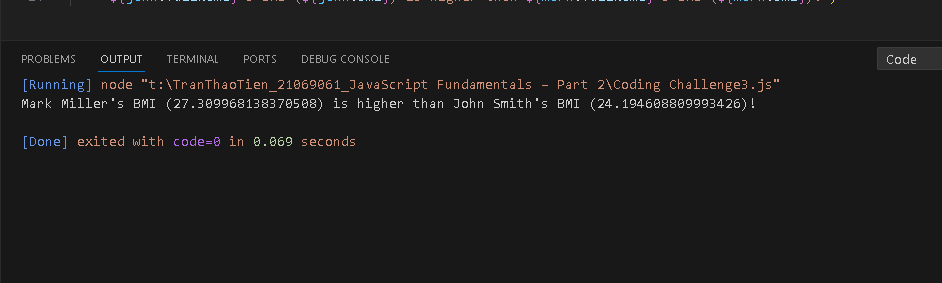 PROBLEMS OUTPUT TERMINAL PORTS DEBUG CONSOLE Code
[Running] node "t:\TranThaoTien_21069061_JavaScript Fundamentals – Part 2\Coding Challenge3.js"
Mark Miller's BMI (27.309968138370508) is higher than John Smith's BMI (24.194608809993426)!
[Done] exited with code=0 in 0.069 seconds